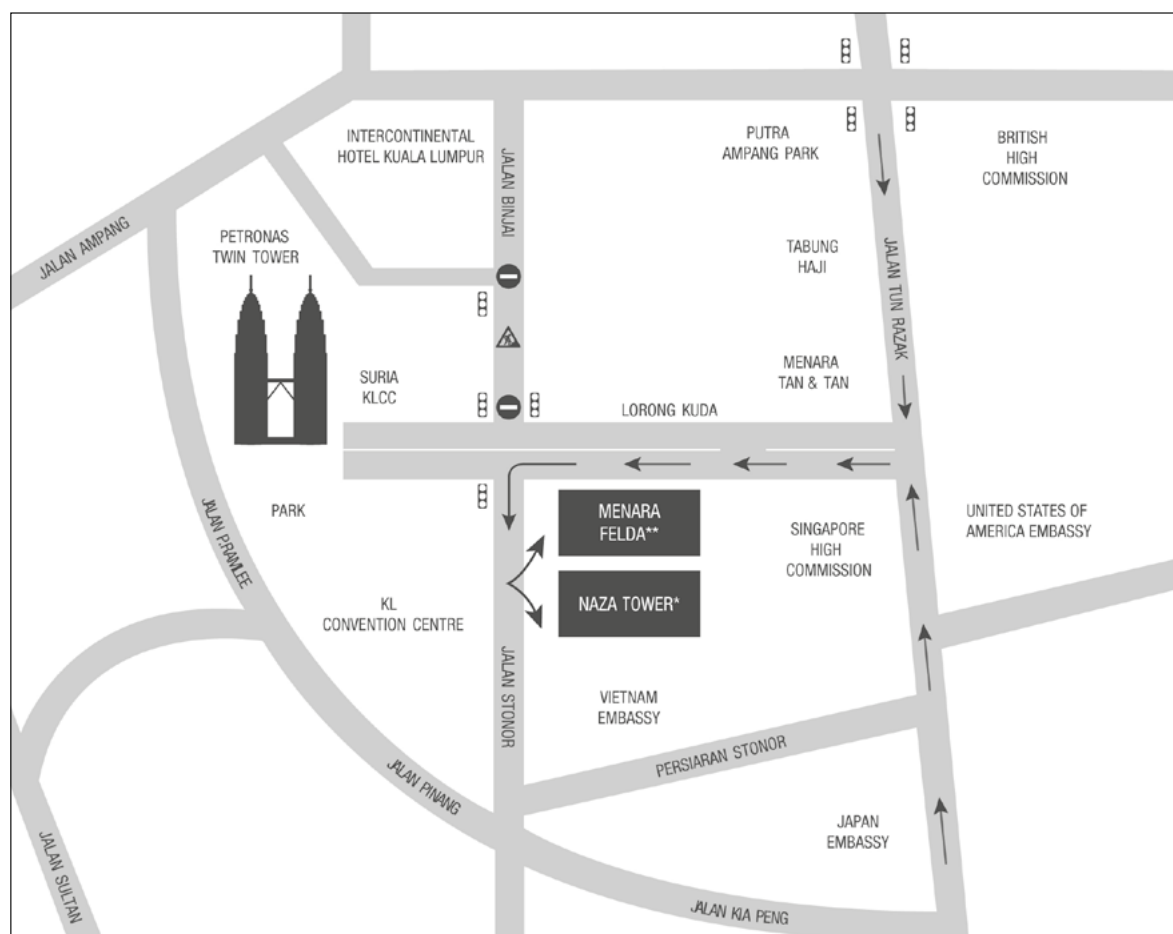 INTERCONTINENTAL
HOTEL KUALA LUMPUR
JALAN BINJAI
PUTRA
AMPANG PARK
BRITISH
HIGH
COMMISSION
JALAN AMPANG
PETRONAS
TWIN TOWER
TABUNG
HAJI
JALAN TUN RAZAK
SURIA
KLCC
MENARA
TAN & TAN
LORONG KUDA
PARK
MENARA
FELDA**
SINGAPORE
HIGH
COMMISSION
UNITED STATES OF
AMERICA EMBASSY
JALAN P.RAMLEE
KL
CONVENTION CENTRE
NAZA TOWER*
JALAN STONOR
VIETNAM
EMBASSY
PERSIARAN STONOR
JALAN PINANG
JAPAN
EMBASSY
JALAN SULTAN
JALAN KIA PENG